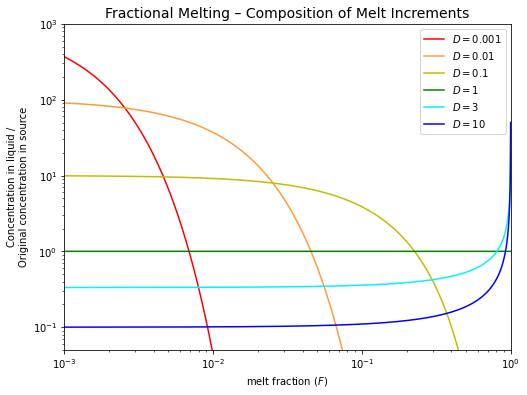 Fractional Melting – Composition of Melt Increments
Concentration in liquid /
Original concentration in source
10³
10²
10¹
10⁰
10⁻¹
D = 0.001
D = 0.01
D = 0.1
D = 1
D = 3
D = 10
10⁻³
10⁻²
10⁻¹
10⁰
melt fraction (F)